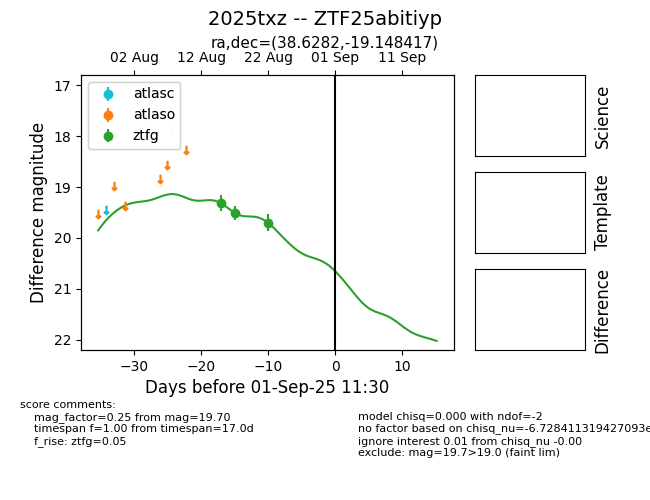 2025txz -- ZTF25abitiyp
ra,dec=(38.6282,-19.148417)
02 Aug 12 Aug 22 Aug 01 Sep 11 Sep
atlasc
atlaso
ztfg
17
18
19
20
21
22
Difference magnitude
−30 −20 −10 0 10
Days before 01-Sep-25 11:30
Science
Template
Difference
score comments:
mag_factor=0.25 from mag=19.70
timespan f=1.00 from timespan=17.0d
f_rise: ztfg=0.05
model chisq=0.000 with ndof=-2
no factor based on chisq_nu=-6.728411319427093e
ignore interest 0.01 from chisq_nu -0.00
exclude: mag=19.7>19.0 (faint lim)